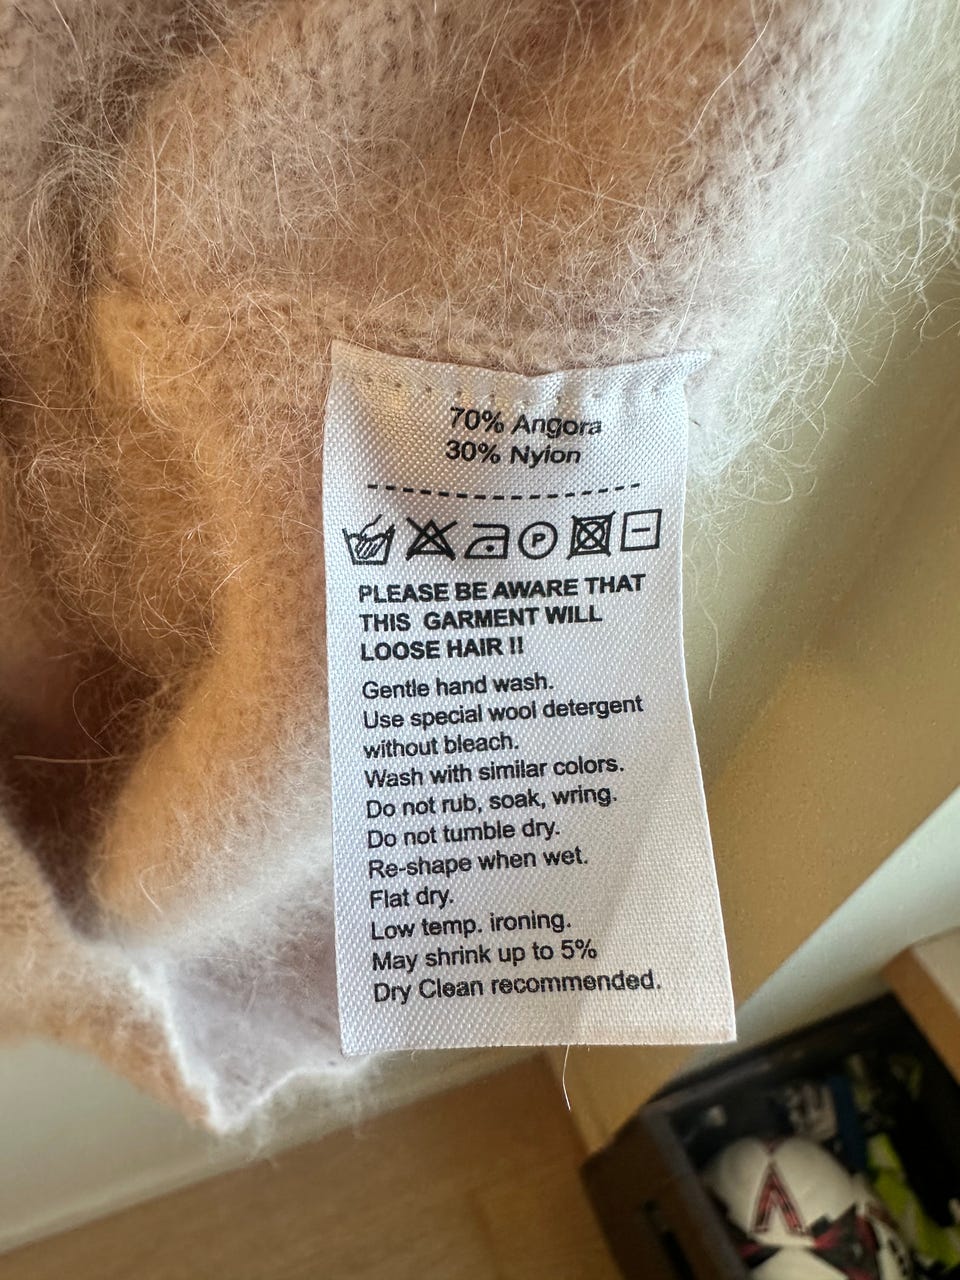 70% Angora
30% Nylon
P
PLEASE BE AWARE THAT
THIS GARMENT WILL
LOOSE HAIR !!
Gentle hand wash.
Use special wool detergent
without bleach.
Wash with similar colors.
Do not rub, soak, wring.
Do not tumble dry.
Re-shape when wet.
Flat dry.
Low temp. ironing.
May shrink up to 5%
Dry Clean recommended.